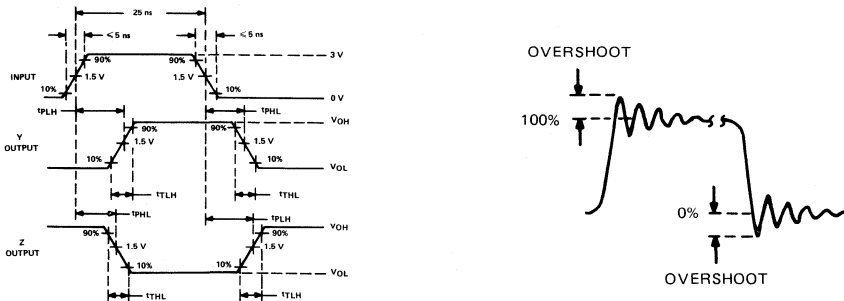 25 ns
≤5 ns
≤5 ns
3 V
90%
90%
INPUT
1.5 V
1.5 V
10%
10%
0 V
tPLH
tPHL
VOH
Y
OUTPUT
90%
90%
1.5 V
1.5 V
10%
10%
VOL
tTLH
tTHL
tPHL
tPLH
VOH
Z
OUTPUT
90%
90%
1.5 V
1.5 V
10%
10%
VOL
tTHL
tTLH
OVERSHOOT
100%
0%
OVERSHOOT